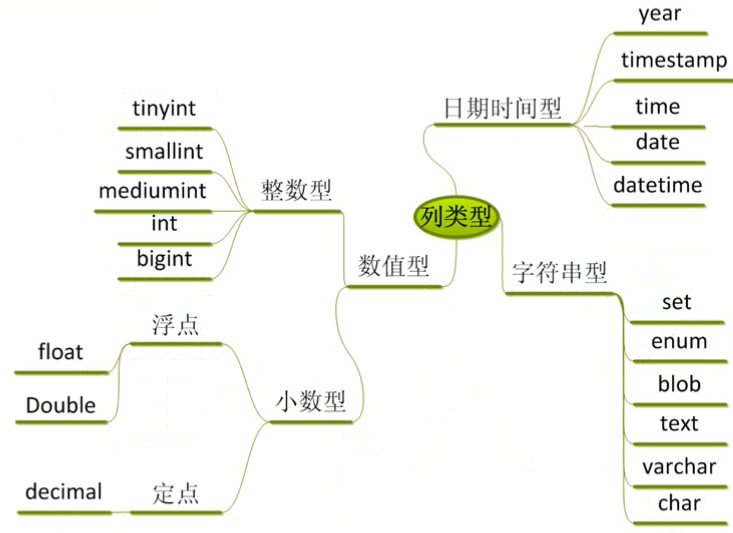 列类型
日期时间型
year
timestamp
time
date
datetime
数值型
整数型
tinyint
smallint
mediumint
int
bigint
小数型
浮点
float
Double
定点
decimal
字符串型
set
enum
blob
text
varchar
char